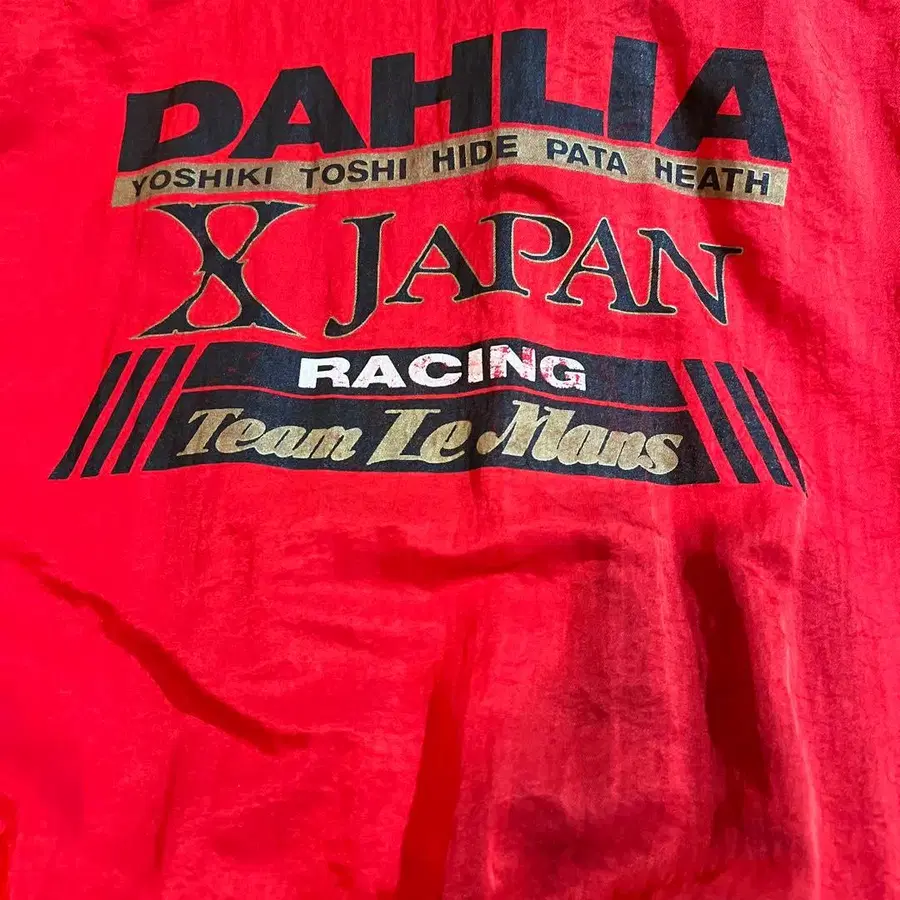 DAHLIA
YOSHIKI TOSHI HIDE PATA HEATH
X JAPAN
RACING
Team Le Mans